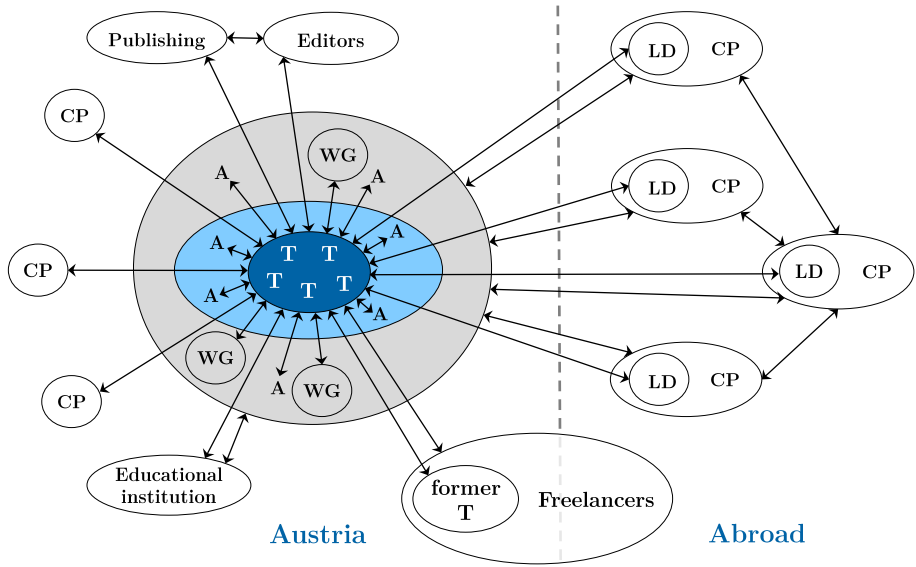 Publishing
Editors
LD
CP
CP
WG
A
A
LD
CP
A
A
T
T
CP
T
T
T
LD
CP
A
A
WG
A
WG
CP
LD
CP
Educational
institution
former
T
Freelancers
Austria
Abroad